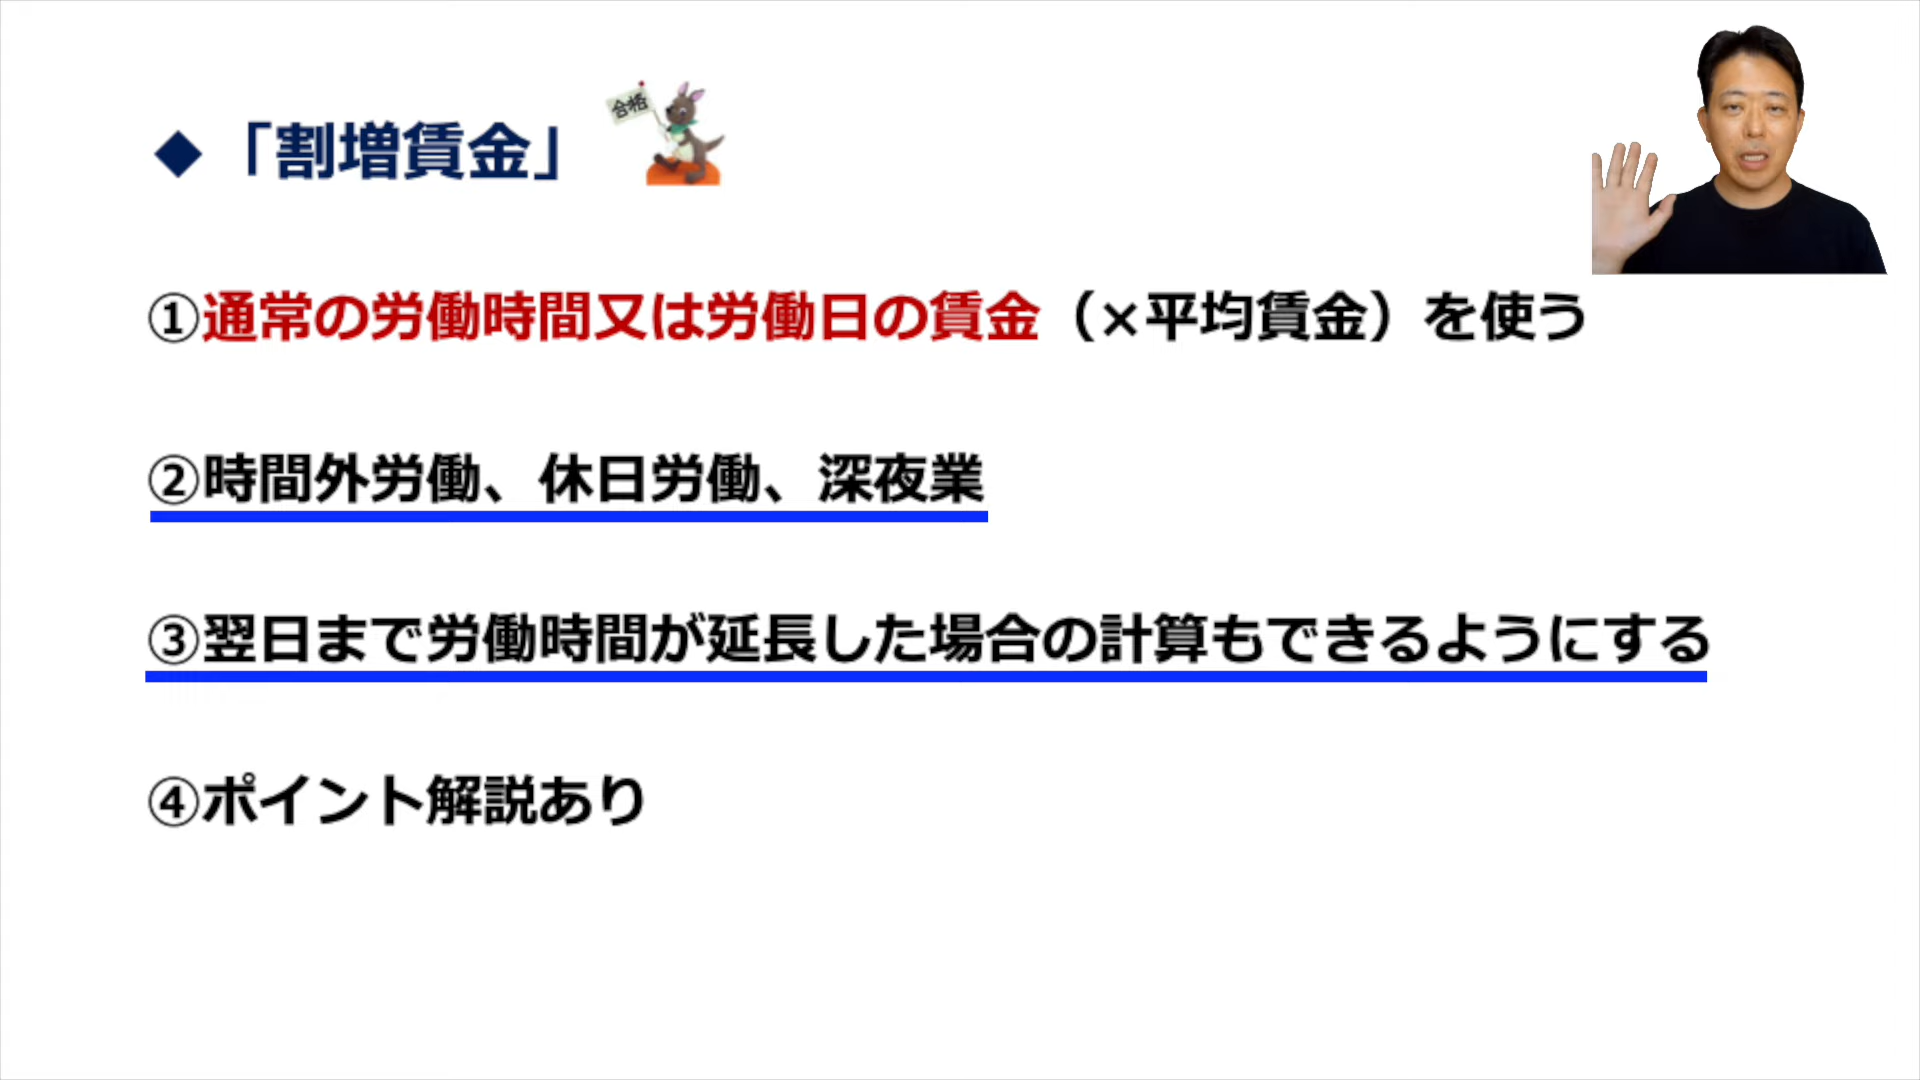 ◆「割増賃金」
合格
①通常の労働時間又は労働日の賃金（×平均賃金）を使う
②時間外労働、休日労働、深夜業
③翌日まで労働時間が延長した場合の計算もできるようにする
④ポイント解説あり